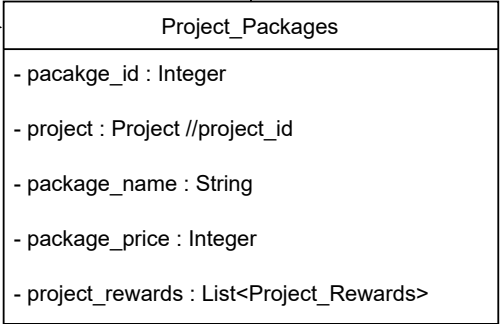 Project_Packages
- pacakge_id : Integer
- project : Project //project_id
- package_name : String
- package_price : Integer
- project_rewards : List<Project_Rewards>